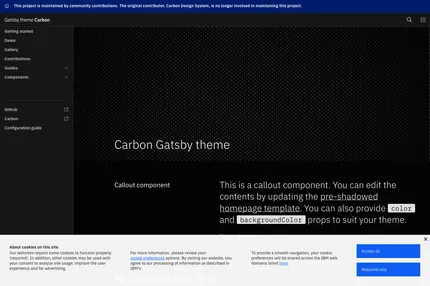 This project is maintained by community contributions. The original contributor, Carbon Design System, is no longer involved in maintaining this project.
Gatsby theme Carbon
Getting started
Demo
Gallery
Contributions
Guides
Components
GitHub
Carbon
Configuration guide
Carbon Gatsby theme
Callout component
This is a callout component. You can edit the
contents by updating the pre-shadowed
homepage template. You can also provide color
and backgroundColor props to suit your theme.
About cookies on this site
Our websites require some cookies to function properly
(required). In addition, other cookies may be used with
your consent to analyze site usage, improve the user
experience and for advertising.
For more information, please review your
cookie preferences options. By visiting our website, you
agree to our processing of information as described in
IBM's .
To provide a smooth navigation, your cookie
preferences will be shared across the IBM web
domains listed here.
Accept all
Required only